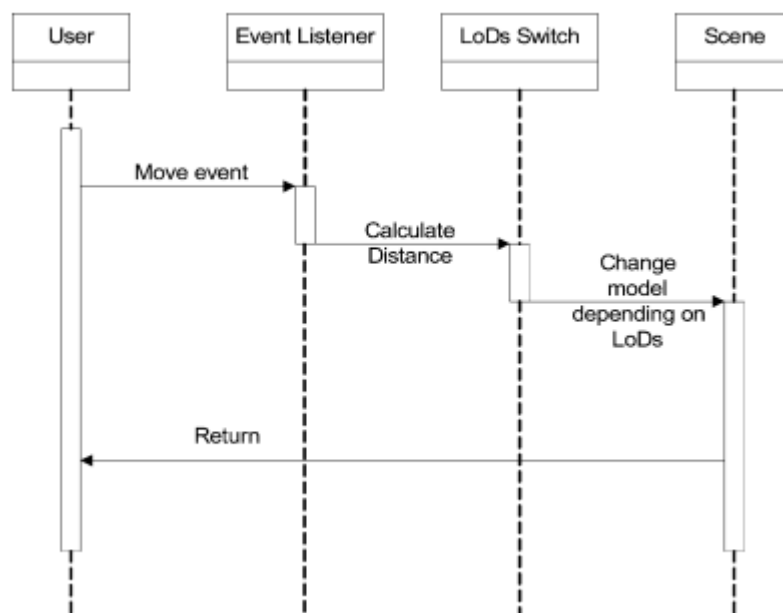 User
Event Listener
LoDs Switch
Scene
Move event
Calculate
Distance
Change
model
depending on
LoDs
Return